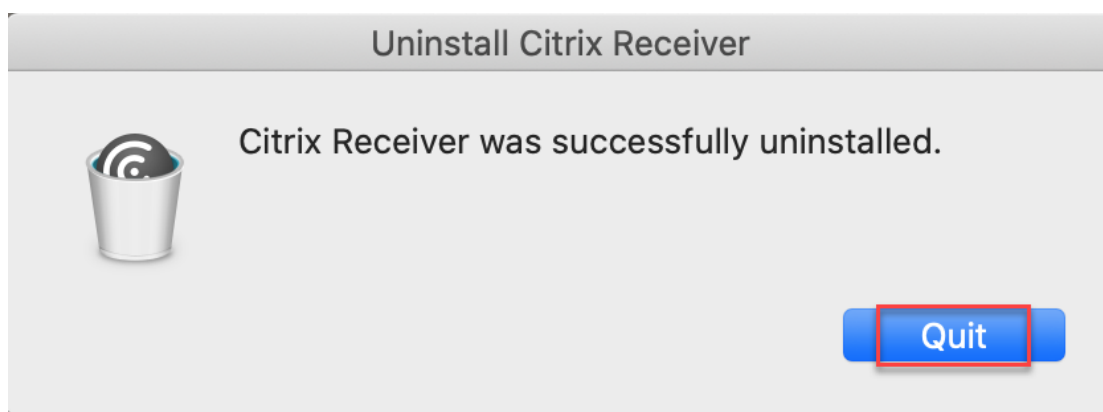 Uninstall Citrix Receiver
Citrix Receiver was successfully uninstalled.
Quit